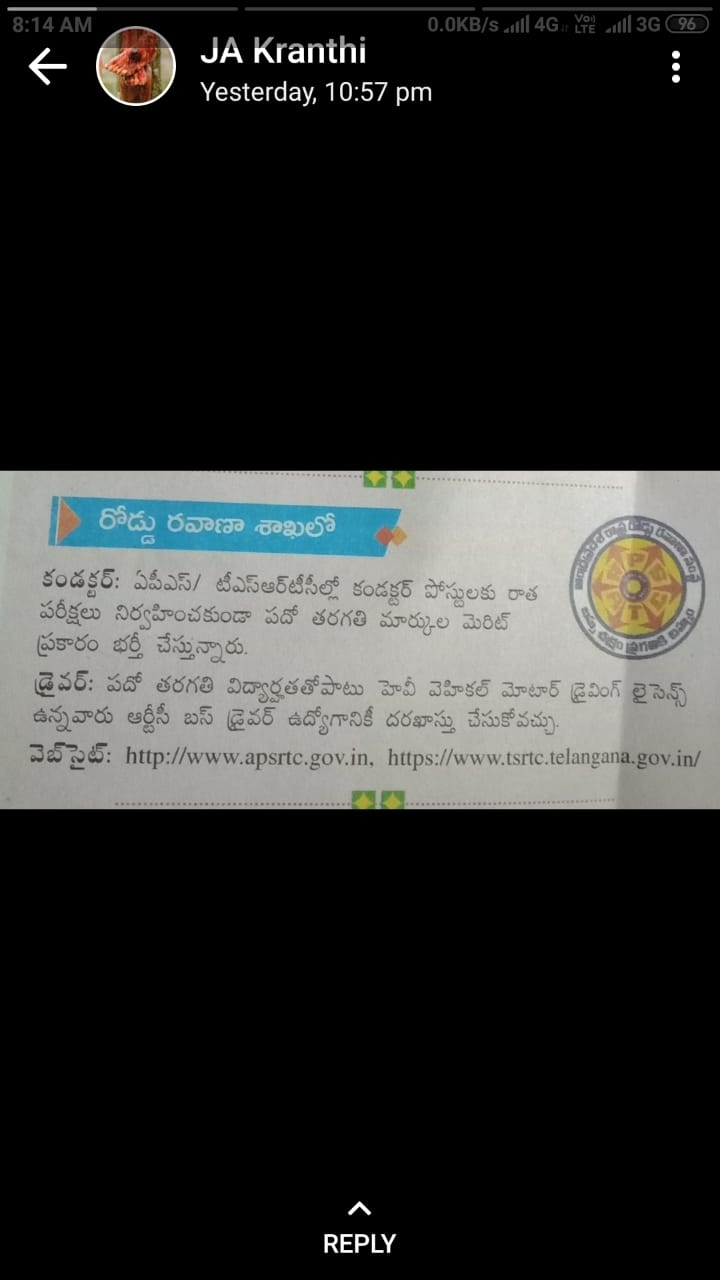 8:14 AM 0.0KB/s 4G Vo) LTE 3G 96
JA Kranthi
Yesterday, 10:57 pm
రోడ్డు రవాణా శాఖలో
కండక్టర్: ఏపీఎస్/ టీఎస్ఆర్‌టీసీల్లో కండక్టర్ పోస్టులకు రాత
పరీక్షలు నిర్వహించకుండా పదో తరగతి మార్కుల మెరిట్
ప్రకారం భర్తీ చేస్తున్నారు.
డ్రైవర్: పదో తరగతి విద్యార్హతతోపాటు హెవీ వెహికల్ మోటార్ డ్రైవింగ్ లైసెన్స్
ఉన్నవారు ఆర్టీసీ బస్ డ్రైవర్ ఉద్యోగానికీ దరఖాస్తు చేసుకోవచ్చు.
వెబ్‌సైట్: http://www.apsrtc.gov.in, https://www.tsrtc.telangana.gov.in/
REPLY